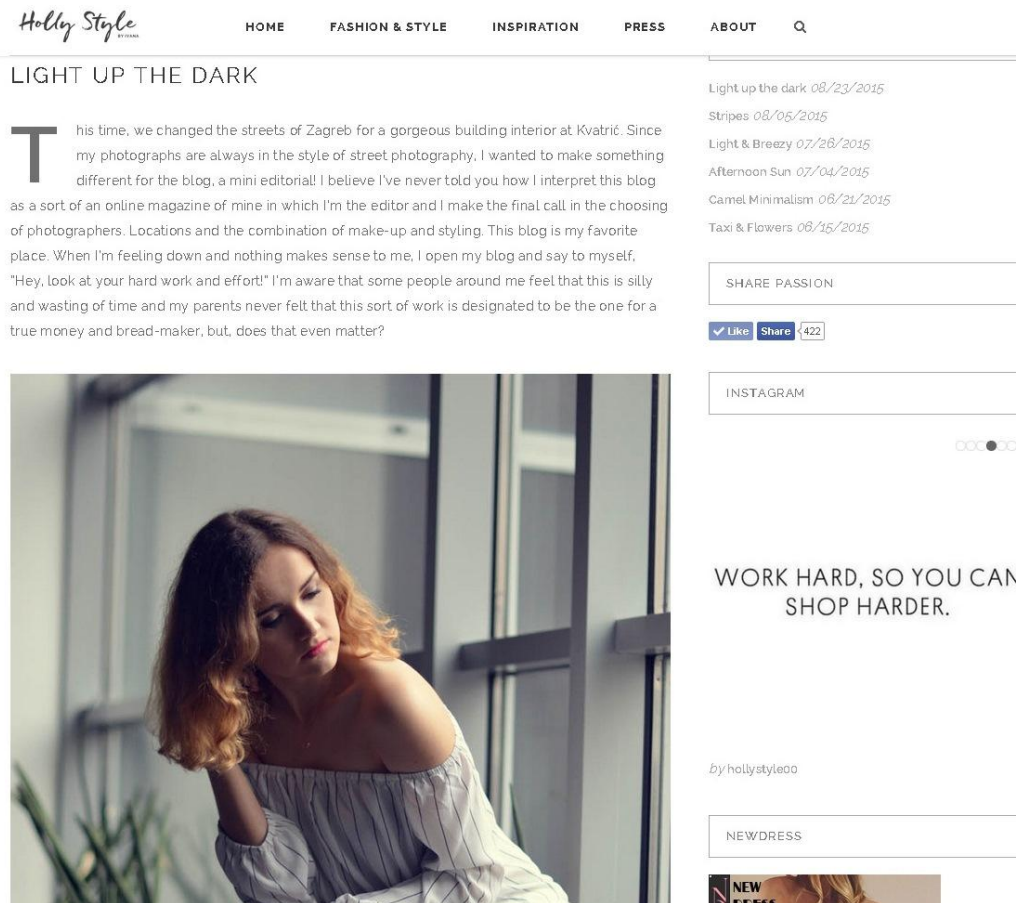 Holly Style
BY IVANA
HOME FASHION & STYLE INSPIRATION PRESS ABOUT
LIGHT UP THE DARK
This time, we changed the streets of Zagreb for a gorgeous building interior at Kvatrić. Since
my photographs are always in the style of street photography, I wanted to make something
different for the blog, a mini editorial! I believe I've never told you how I interpret this blog
as a sort of an online magazine of mine in which I'm the editor and I make the final call in the choosing
of photographers. Locations and the combination of make-up and styling. This blog is my favorite
place. When I'm feeling down and nothing makes sense to me, I open my blog and say to myself,
"Hey, look at your hard work and effort!" I'm aware that some people around me feel that this is silly
and wasting of time and my parents never felt that this sort of work is designated to be the one for a
true money and bread-maker, but, does that even matter?
Light up the dark 08/23/2015
Stripes 08/05/2015
Light & Breezy 07/26/2015
Afternoon Sun 07/04/2015
Camel Minimalism 06/21/2015
Taxi & Flowers 06/15/2015
SHARE PASSION
Like Share 422
INSTAGRAM
WORK HARD, SO YOU CAN
SHOP HARDER.
by hollystyle00
NEWDRESS
NEW
DRESS